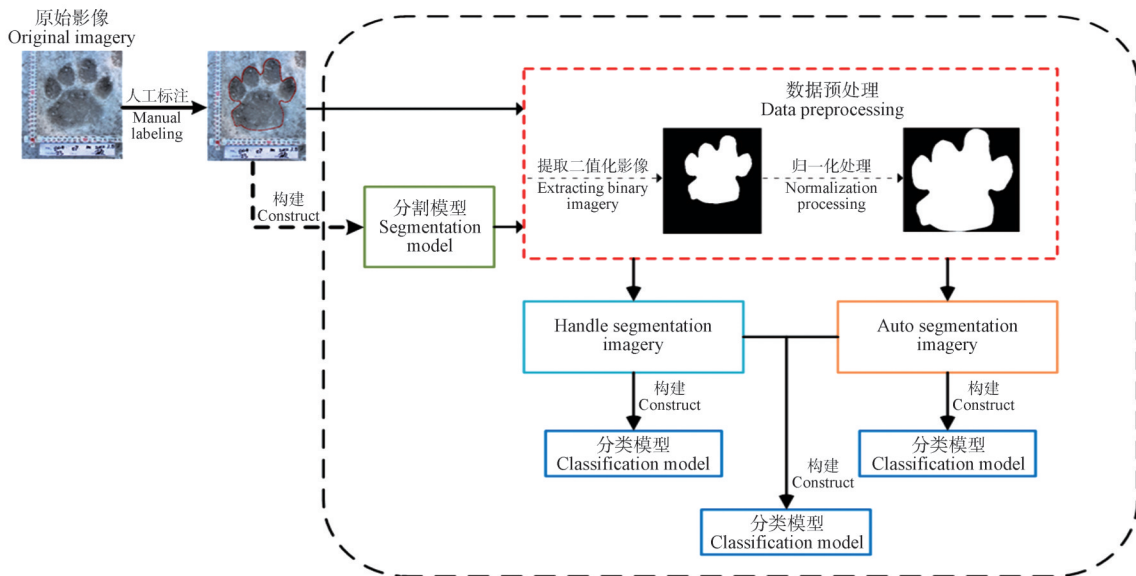 原始影像
Original imagery
人工标注
Manual
labeling
构建
Construct
分割模型
Segmentation
model
数据预处理
Data preprocessing
提取二值化影像
Extracting binary
imagery
归一化处理
Normalization
processing
Handle segmentation
imagery
Auto segmentation
imagery
构建
Construct
构建
Construct
分类模型
Classification model
分类模型
Classification model
构建
Construct
分类模型
Classification model